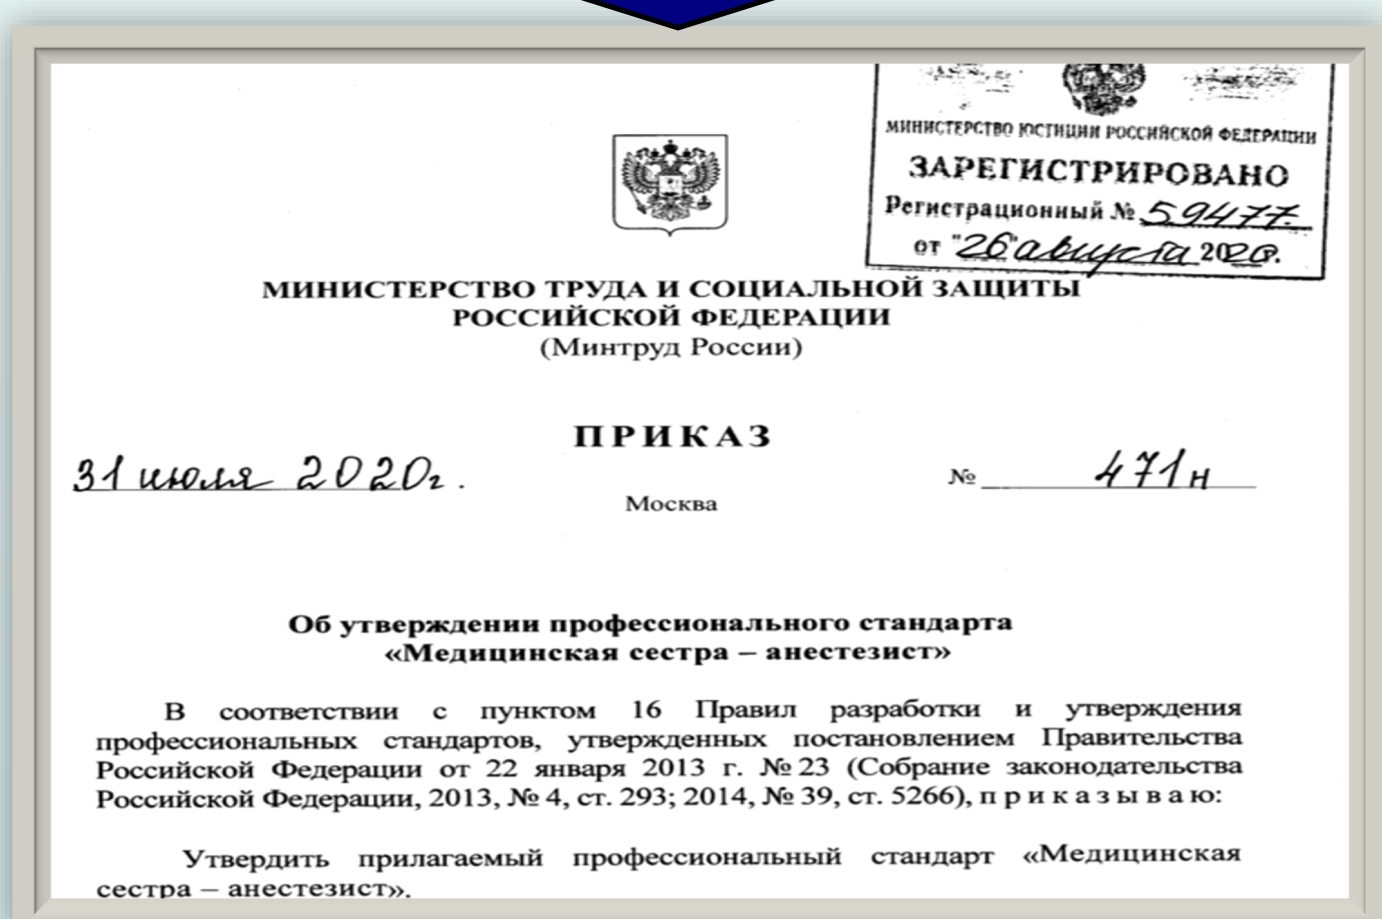 МИНИСТЕРСТВО ЮСТИЦИИ РОССИЙСКОЙ ФЕДЕРАЦИИ
ЗАРЕГИСТРИРОВАНО
Регистрационный № 59477.
от "26" августа 2020.
МИНИСТЕРСТВО ТРУДА И СОЦИАЛЬНОЙ ЗАЩИТЫ
РОССИЙСКОЙ ФЕДЕРАЦИИ
(Минтруд России)
ПРИКАЗ
31 июля 2020г.
№ 471н
Москва
Об утверждении профессионального стандарта
«Медицинская сестра – анестезист»
В соответствии с пунктом 16 Правил разработки и утверждения
профессиональных стандартов, утвержденных постановлением Правительства
Российской Федерации от 22 января 2013 г. № 23 (Собрание законодательства
Российской Федерации, 2013, № 4, ст. 293; 2014, № 39, ст. 5266), п р и к а з ы в а ю:
Утвердить прилагаемый профессиональный стандарт «Медицинская
сестра – анестезист».